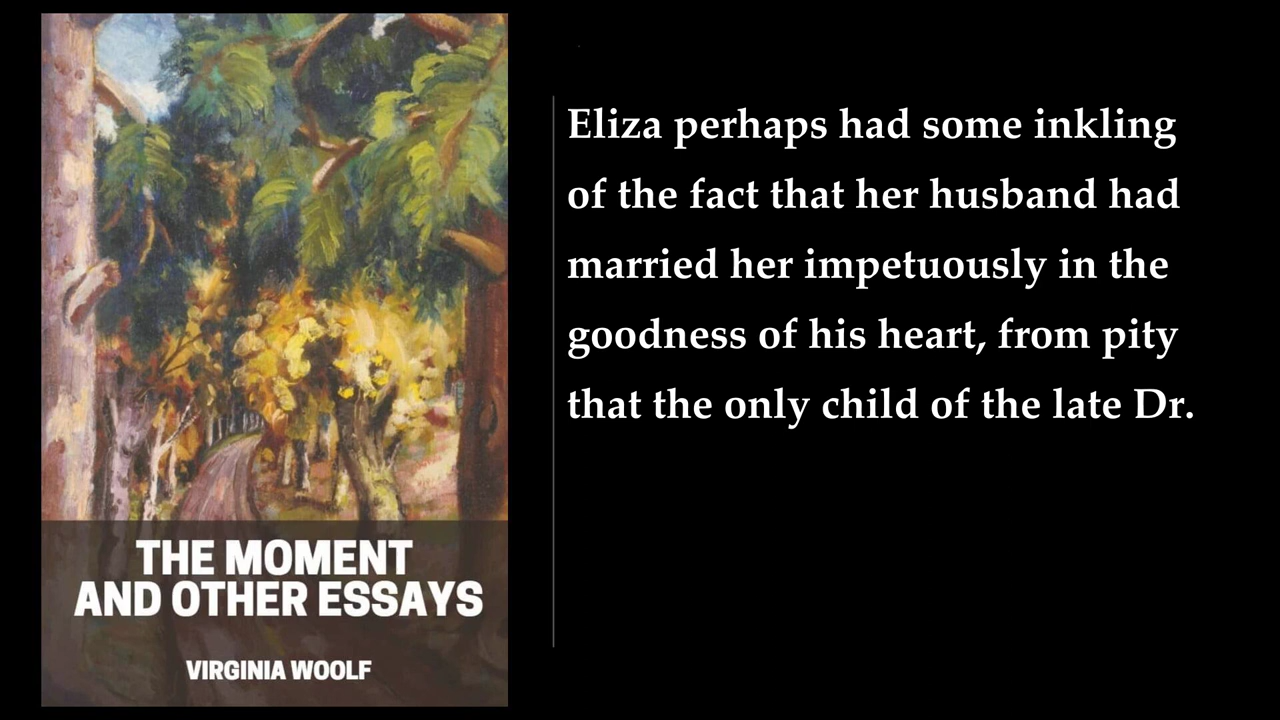 THE MOMENT
AND OTHER ESSAYS
VIRGINIA WOOLF
Eliza perhaps had some inkling
of the fact that her husband had
married her impetuously in the
goodness of his heart, from pity
that the only child of the late Dr.